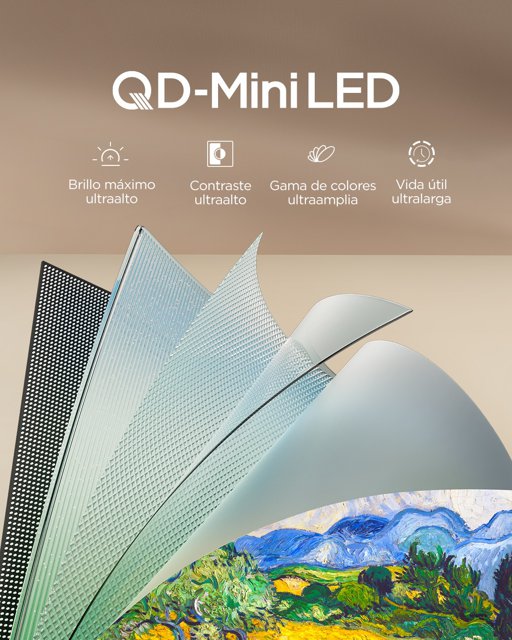 QD-Mini LED
Brillo máximo
ultraalto
Contraste
ultraalto
Gama de colores
ultraamplia
Vida útil
ultralarga